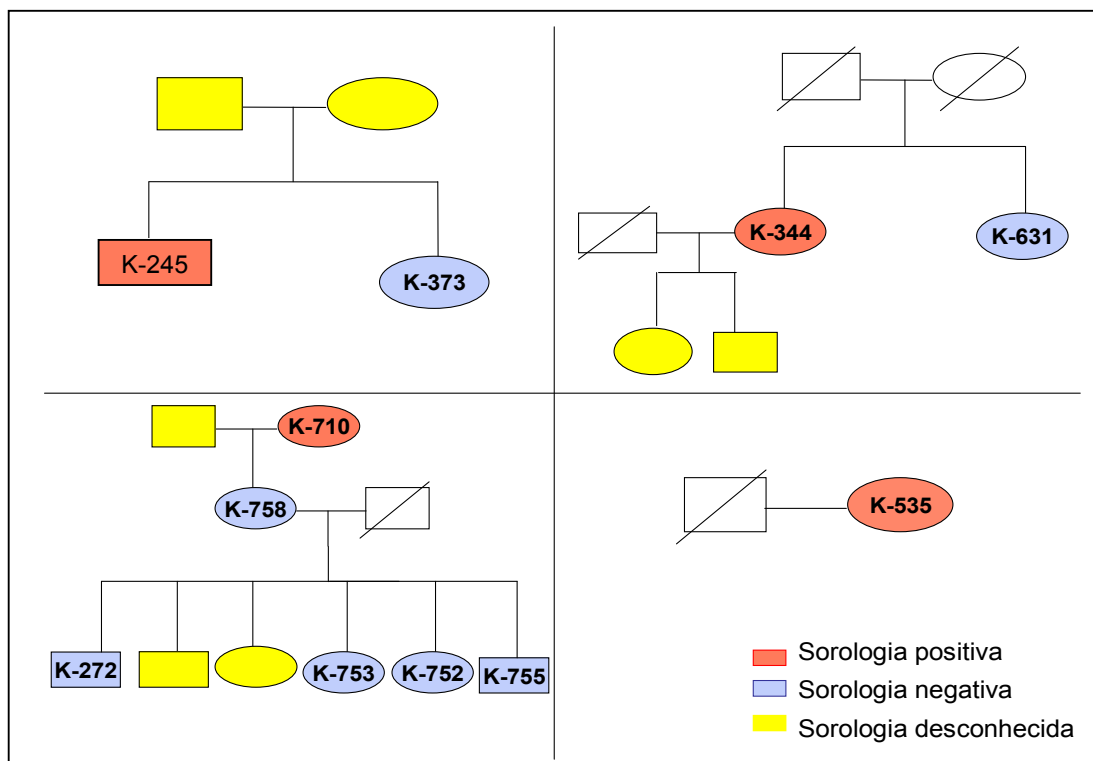 K-245
K-373
K-344
K-631
K-710
K-758
K-272
K-753
K-752
K-755
K-535
Sorologia positiva
Sorologia negativa
Sorologia desconhecida